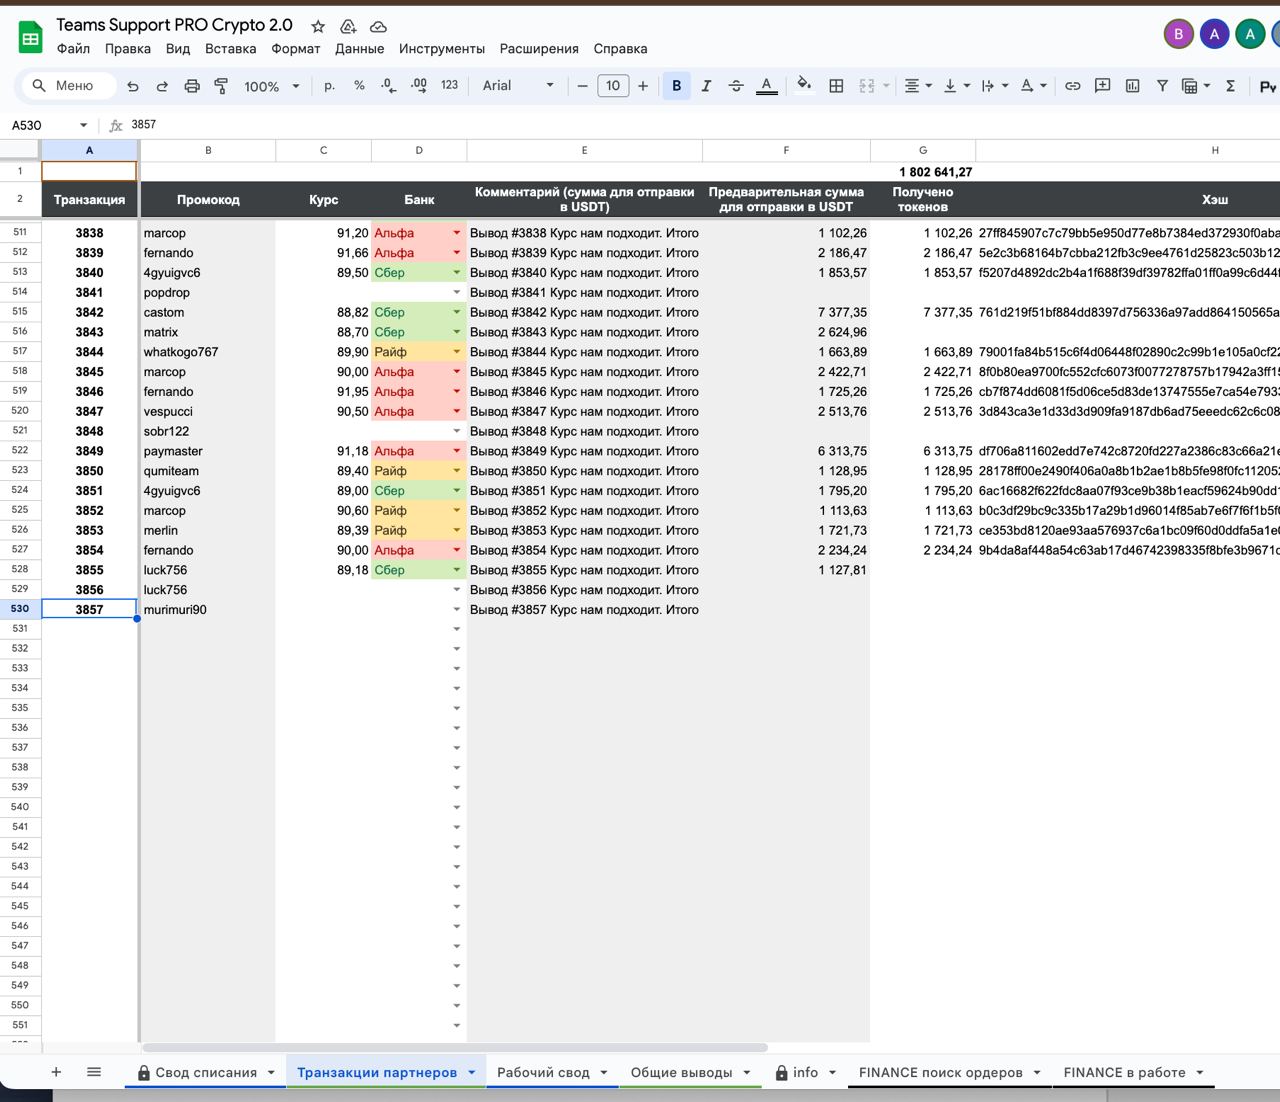 Teams Support PRO Crypto 2.0
B A A
Файл Правка Вид Вставка Формат Данные Инструменты Расширения Справка
Меню 100% р. % .0 .00 123 Arial 10 B I A Σ
A530 fx 3857
A B C D E F G H
1 1 802 641,27
2 Транзакция Промокод Курс Банк Комментарий (сумма для отправки в USDT) Предварительная сумма для отправки в USDT Получено токенов Хэш
511 3838 marcop 91,20 Альфа Вывод #3838 Курс нам подходит. Итого 1 102,26 1 102,26
512 3839 fernando 91,66 Альфа Вывод #3839 Курс нам подходит. Итого 2 186,47 2 186,47
513 3840 4gyuigvc6 89,50 Сбер Вывод #3840 Курс нам подходит. Итого 1 853,57 1 853,57
514 3841 popdrop Вывод #3841 Курс нам подходит. Итого
515 3842 castom 88,82 Сбер Вывод #3842 Курс нам подходит. Итого 7 377,35 7 377,35
516 3843 matrix 88,70 Сбер Вывод #3843 Курс нам подходит. Итого 2 624,96
517 3844 whatkogo767 89,90 Райф Вывод #3844 Курс нам подходит. Итого 1 663,89 1 663,89
518 3845 marcop 90,00 Альфа Вывод #3845 Курс нам подходит. Итого 2 422,71 2 422,71
519 3846 fernando 91,95 Альфа Вывод #3846 Курс нам подходит. Итого 1 725,26 1 725,26
520 3847 vespucci 90,50 Альфа Вывод #3847 Курс нам подходит. Итого 2 513,76 2 513,76
521 3848 sobr122 Вывод #3848 Курс нам подходит. Итого
522 3849 paymaster 91,18 Альфа Вывод #3849 Курс нам подходит. Итого 6 313,75 6 313,75
523 3850 qumiteam 89,40 Райф Вывод #3850 Курс нам подходит. Итого 1 128,95 1 128,95
524 3851 4gyuigvc6 89,00 Сбер Вывод #3851 Курс нам подходит. Итого 1 795,20 1 795,20
525 3852 marcop 90,60 Райф Вывод #3852 Курс нам подходит. Итого 1 113,63 1 113,63
526 3853 merlin 89,39 Райф Вывод #3853 Курс нам подходит. Итого 1 721,73 1 721,73
527 3854 fernando 90,00 Альфа Вывод #3854 Курс нам подходит. Итого 2 234,24 2 234,24
528 3855 luck756 89,18 Сбер Вывод #3855 Курс нам подходит. Итого 1 127,81
529 3856 luck756 Вывод #3856 Курс нам подходит. Итого
530 3857 murimuri90 Вывод #3857 Курс нам подходит. Итого
531
532
533
534
535
536
537
538
539
540
541
542
543
544
545
546
547
548
549
550
551
Свод списания Транзакции партнеров Рабочий свод Общие выводы info FINANCE поиск ордеров FINANCE в работе